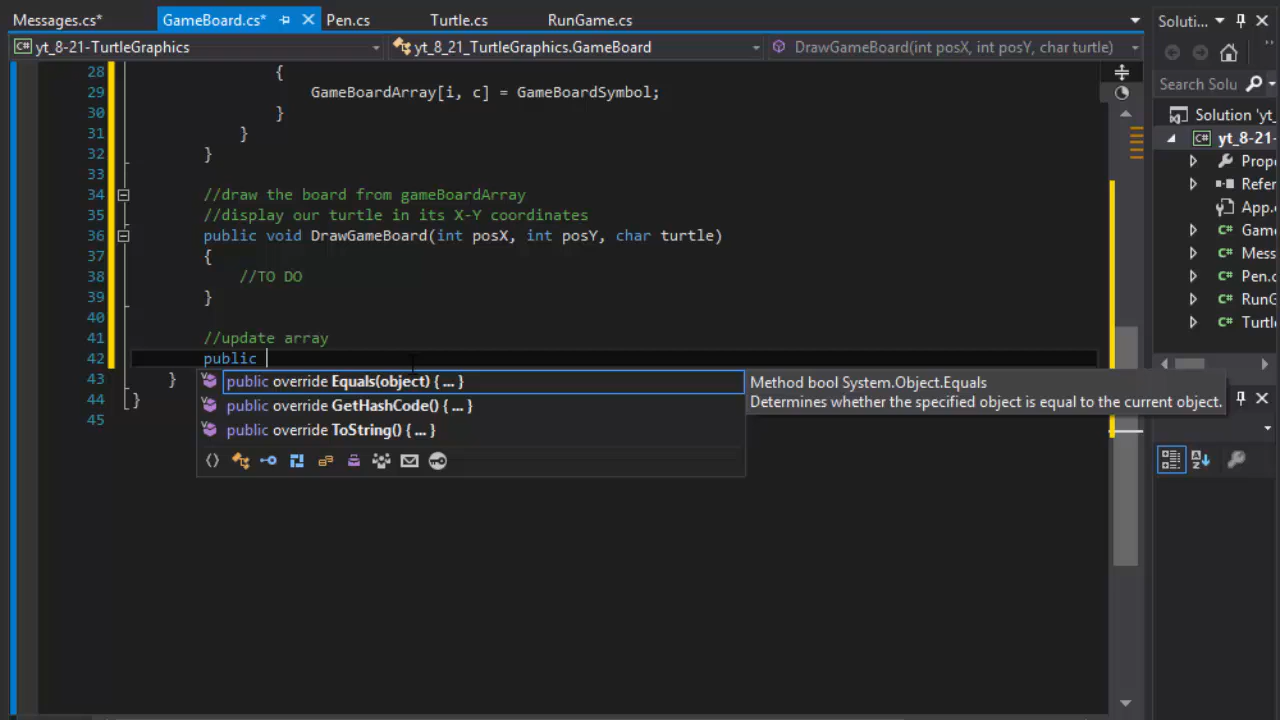 Messages.cs* GameBoard.cs* Pen.cs Turtle.cs RunGame.cs Soluti...
C# yt_8-21-TurtleGraphics yt_8_21_TurtleGraphics.GameBoard DrawGameBoard(int posX, int posY, char turtle)
28 {
29 GameBoardArray[i, c] = GameBoardSymbol;
30 }
31 }
32 }
33
34 //draw the board from gameBoardArray
35 //display our turtle in its X-Y coordinates
36 public void DrawGameBoard(int posX, int posY, char turtle)
37 {
38 //TO DO
39 }
40
41 //update array
42 public
43 }
44 }
45
public override Equals(object) { ... }
public override GetHashCode() { ... }
public override ToString() { ... }
Method bool System.Object.Equals
Determines whether the specified object is equal to the current object.
Search Solu
Solution 'yt_
C# yt_8-21-
Prope
Refer
App.c
C# Game
C# Mess
C# Pen.c
C# RunG
C# Turtl